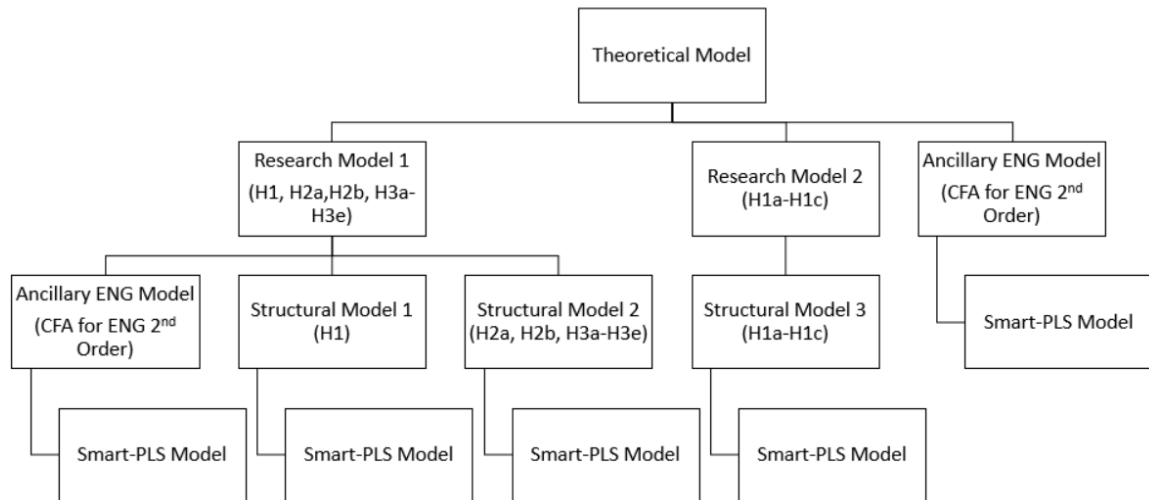 Theoretical Model
Research Model 1
(H1, H2a,H2b, H3a-
H3e)
Research Model 2
(H1a-H1c)
Ancillary ENG Model
(CFA for ENG 2nd
Order)
Ancillary ENG Model
(CFA for ENG 2nd
Order)
Structural Model 1
(H1)
Structural Model 2
(H2a, H2b, H3a-H3e)
Structural Model 3
(H1a-H1c)
Smart-PLS Model
Smart-PLS Model
Smart-PLS Model
Smart-PLS Model
Smart-PLS Model